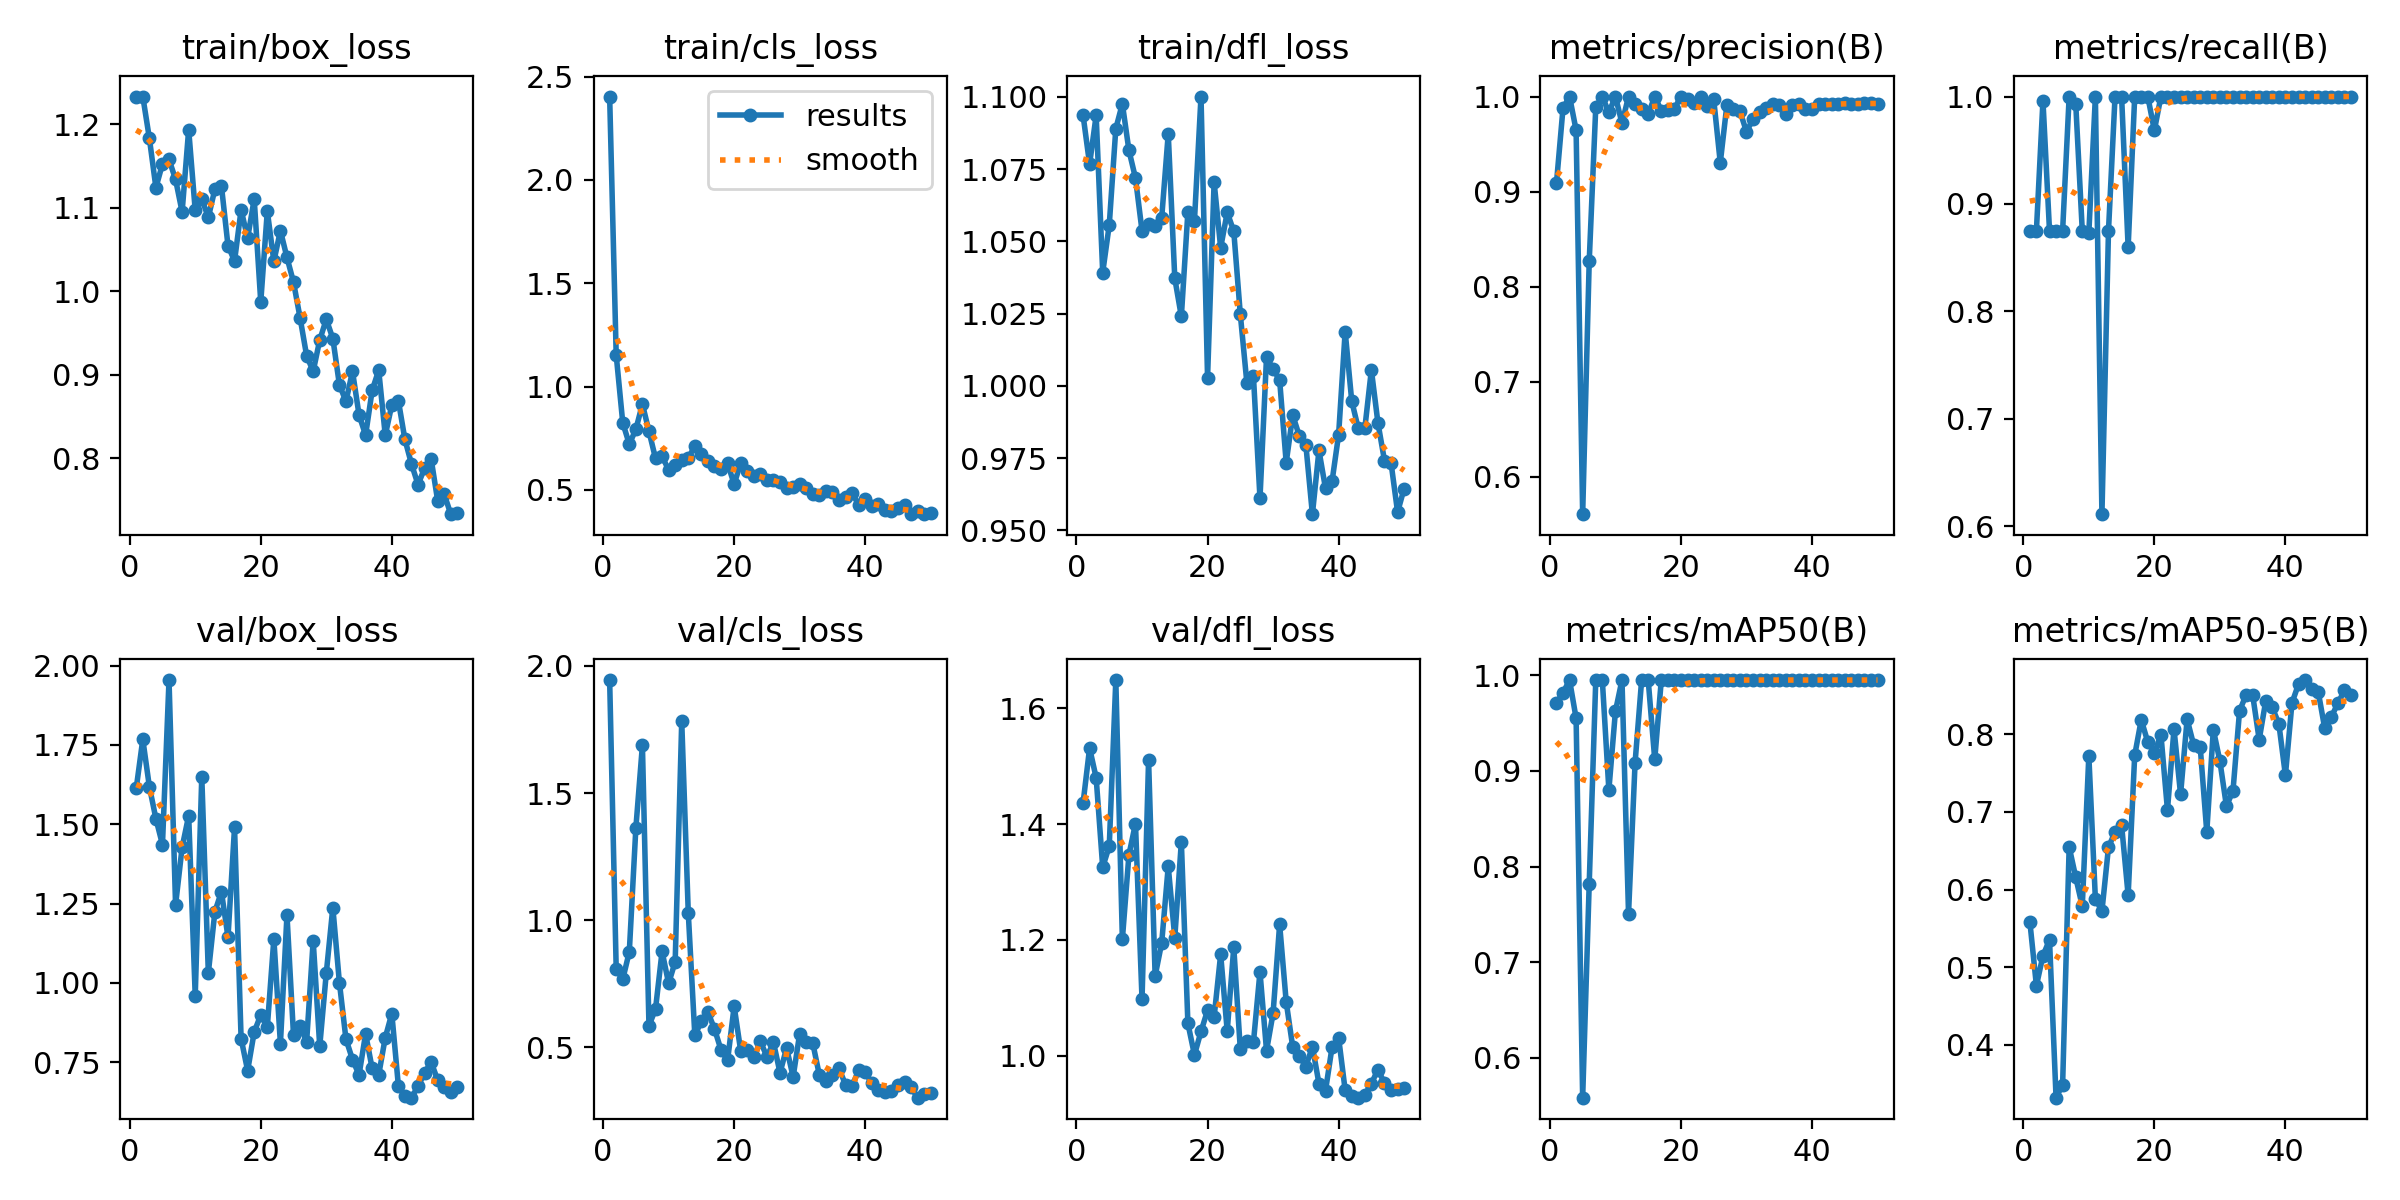 train/box_loss
1.2
1.1
1.0
0.9
0.8
0 20 40
train/cls_loss
results
smooth
2.5
2.0
1.5
1.0
0.5
0 20 40
train/dfl_loss
1.100
1.075
1.050
1.025
1.000
0.975
0.950
0 20 40
metrics/precision(B)
1.0
0.9
0.8
0.7
0.6
0 20 40
metrics/recall(B)
1.0
0.9
0.8
0.7
0.6
0 20 40
val/box_loss
2.00
1.75
1.50
1.25
1.00
0.75
0 20 40
val/cls_loss
2.0
1.5
1.0
0.5
0 20 40
val/dfl_loss
1.6
1.4
1.2
1.0
0 20 40
metrics/mAP50(B)
1.0
0.9
0.8
0.7
0.6
0 20 40
metrics/mAP50-95(B)
0.8
0.7
0.6
0.5
0.4
0 20 40